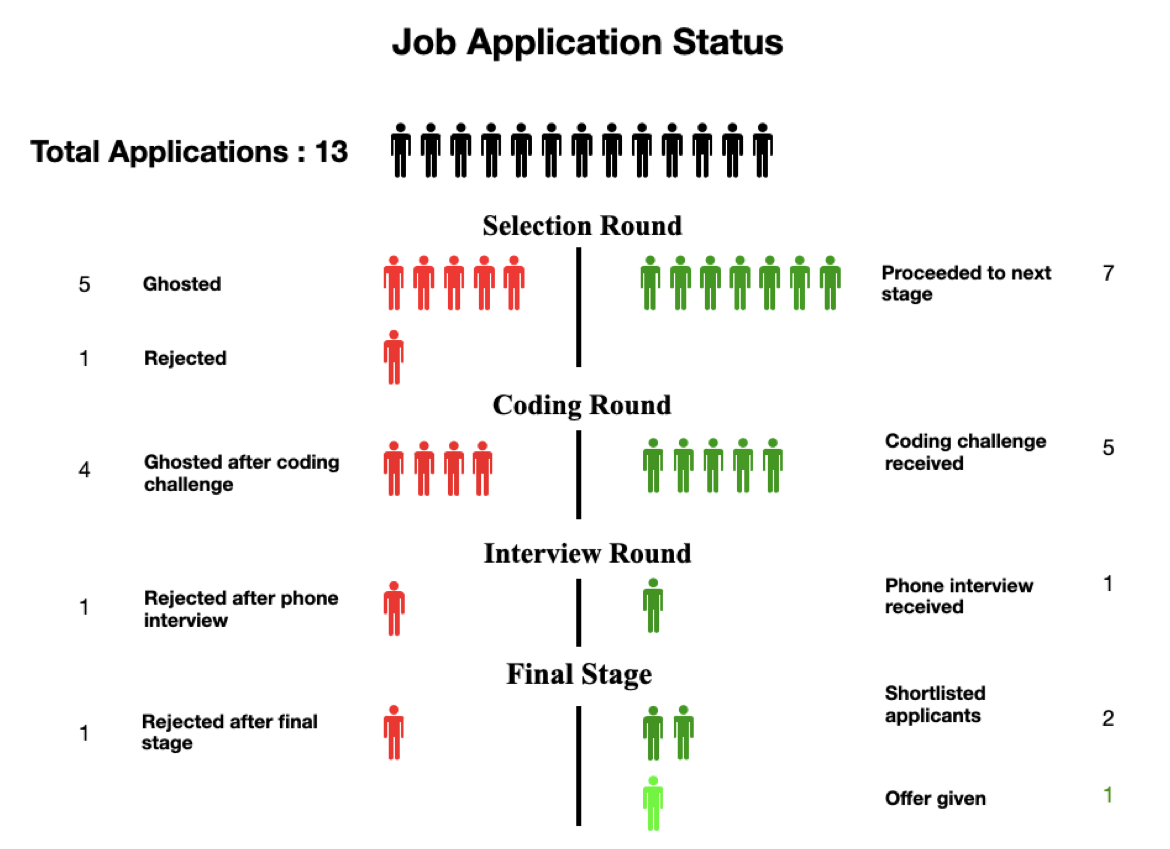 Job Application Status
Total Applications : 13
Selection Round
5 Ghosted
Proceeded to next
stage
7
1 Rejected
Coding Round
4
Ghosted after coding
challenge
Coding challenge
received
5
Interview Round
1
Rejected after phone
interview
Phone interview
received
1
Final Stage
1
Rejected after final
stage
Shortlisted
applicants
2
Offer given 1